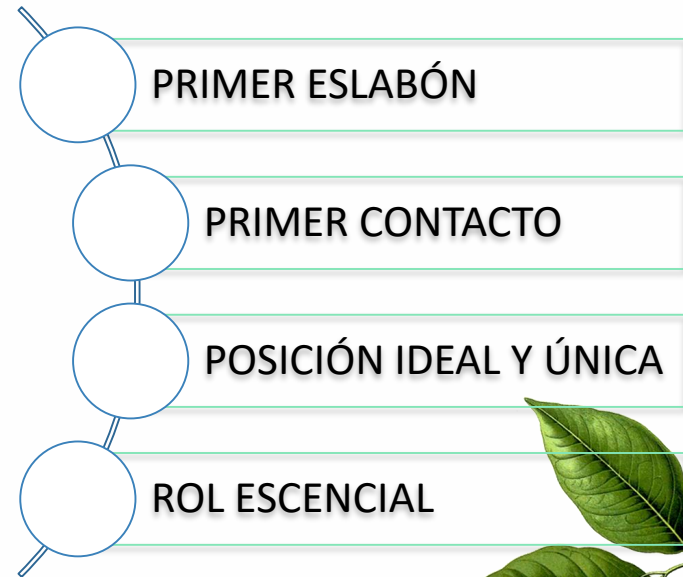 PRIMER ESLABÓN
PRIMER CONTACTO
POSICIÓN IDEAL Y ÚNICA
ROL ESCENCIAL